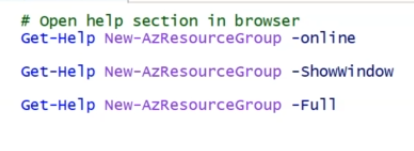 # Open help section in browser
Get-Help New-AzResourceGroup -online
Get-Help New-AzResourceGroup -ShowWindow
Get-Help New-AzResourceGroup -Full